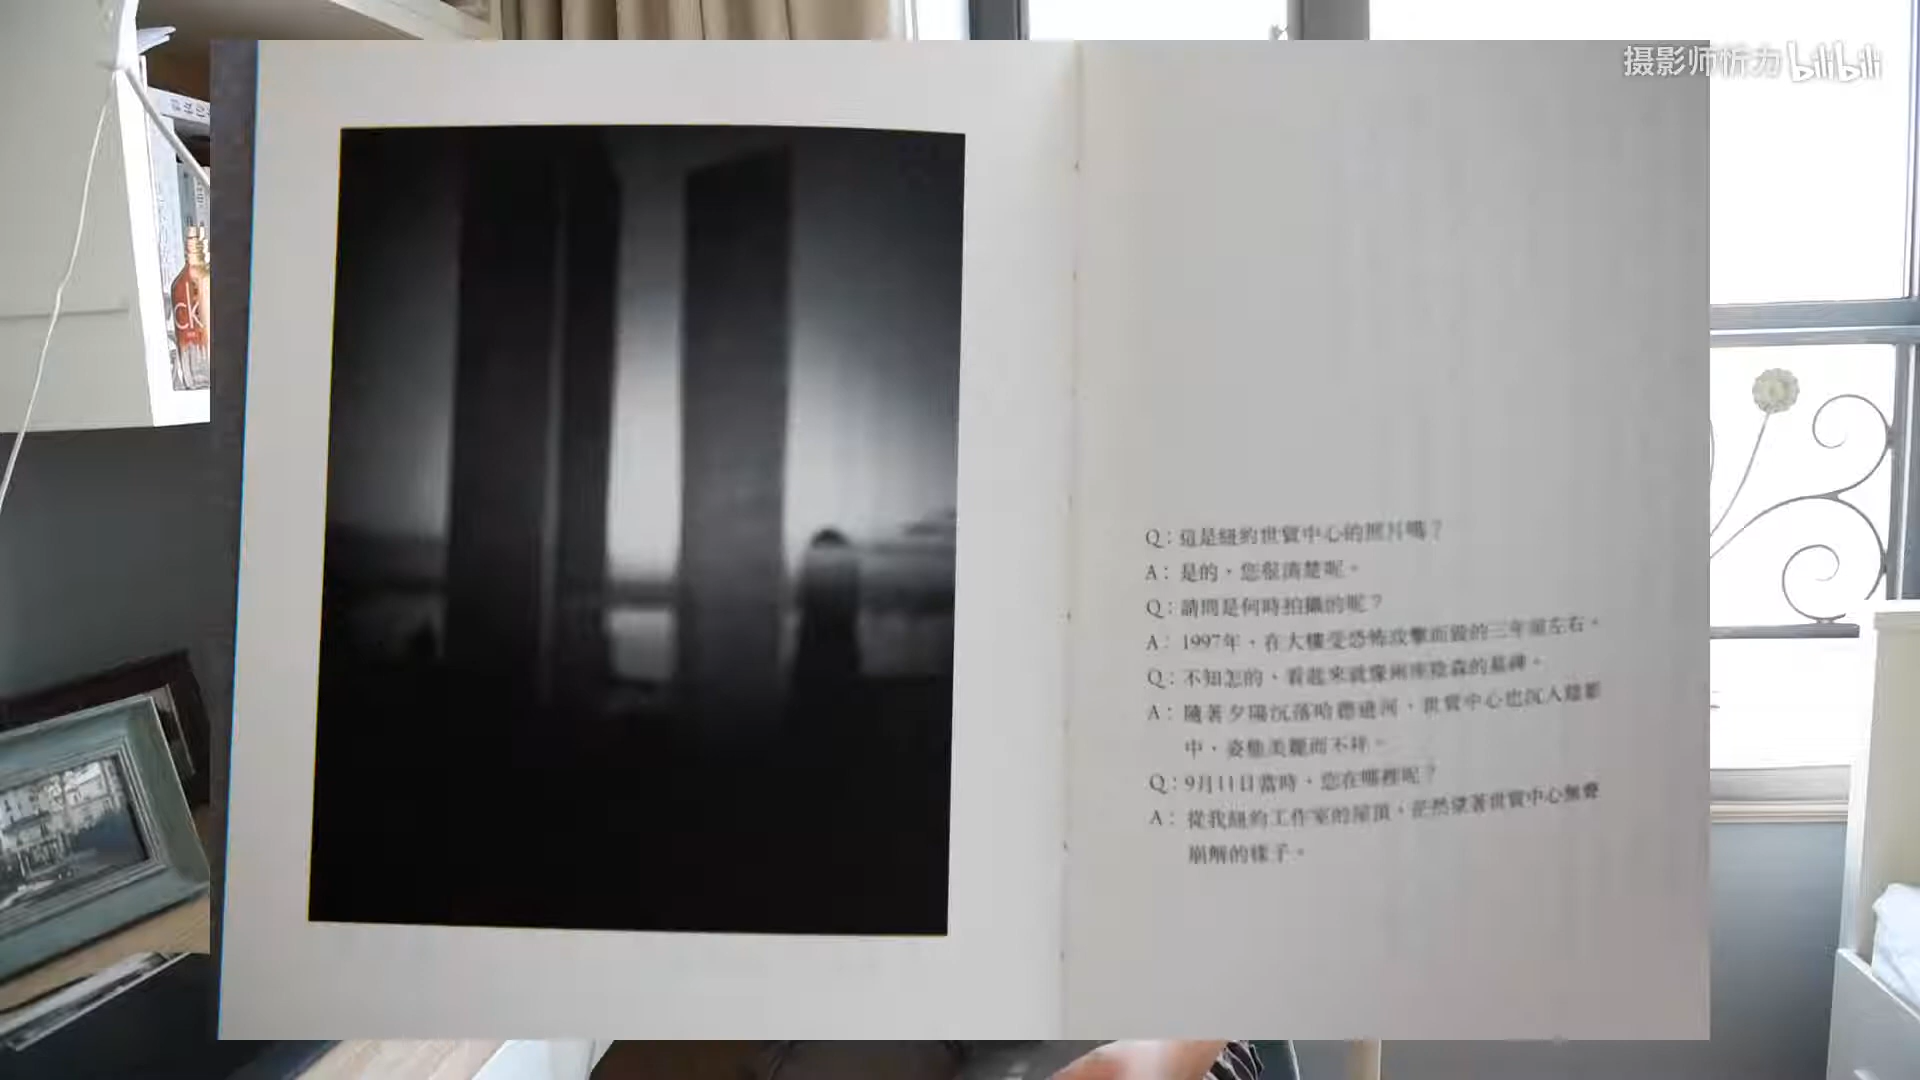 摄影师忻力 bilibili
CK
Q：這是紐約世貿中心的照片嗎？
A：是的，您很清楚呢。
Q：請問是何時拍攝的呢？
A：1997年，在大樓受恐怖攻擊而毀的三年前左右。
Q：不知怎的，看起來就像兩座陰森的墓碑。
A：隨著夕陽沉落哈德遜河，世貿中心也沉入陰影
中，姿態美麗而不祥。
Q：9月11日當時，您在哪裡呢？
A：從我紐約工作室的屋頂，茫然望著世貿中心無聲
崩解的樣子。